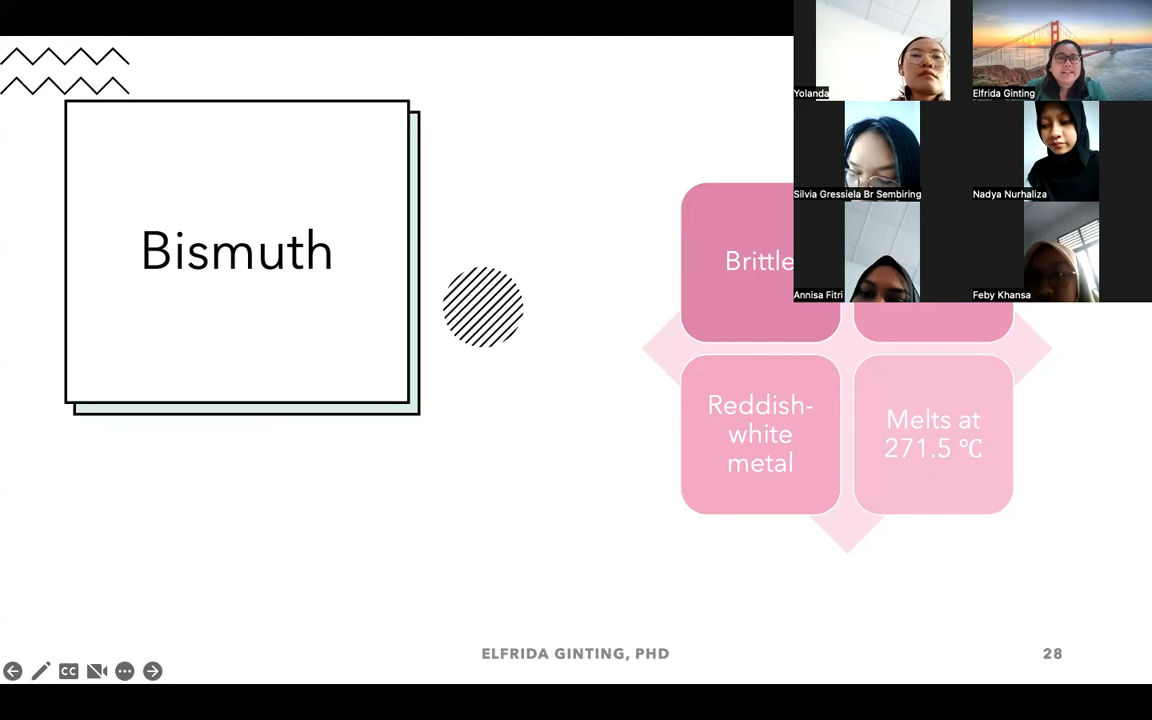 Bismuth
Brittle
Reddish-
white
metal
Melts at
271.5 ℃
Yolanda
Elfrida Ginting
Silvia Gressiela Br Sembiring
Nadya Nurhaliza
Annisa Fitri
Feby Khansa
CC
ELFRIDA GINTING, PHD
28